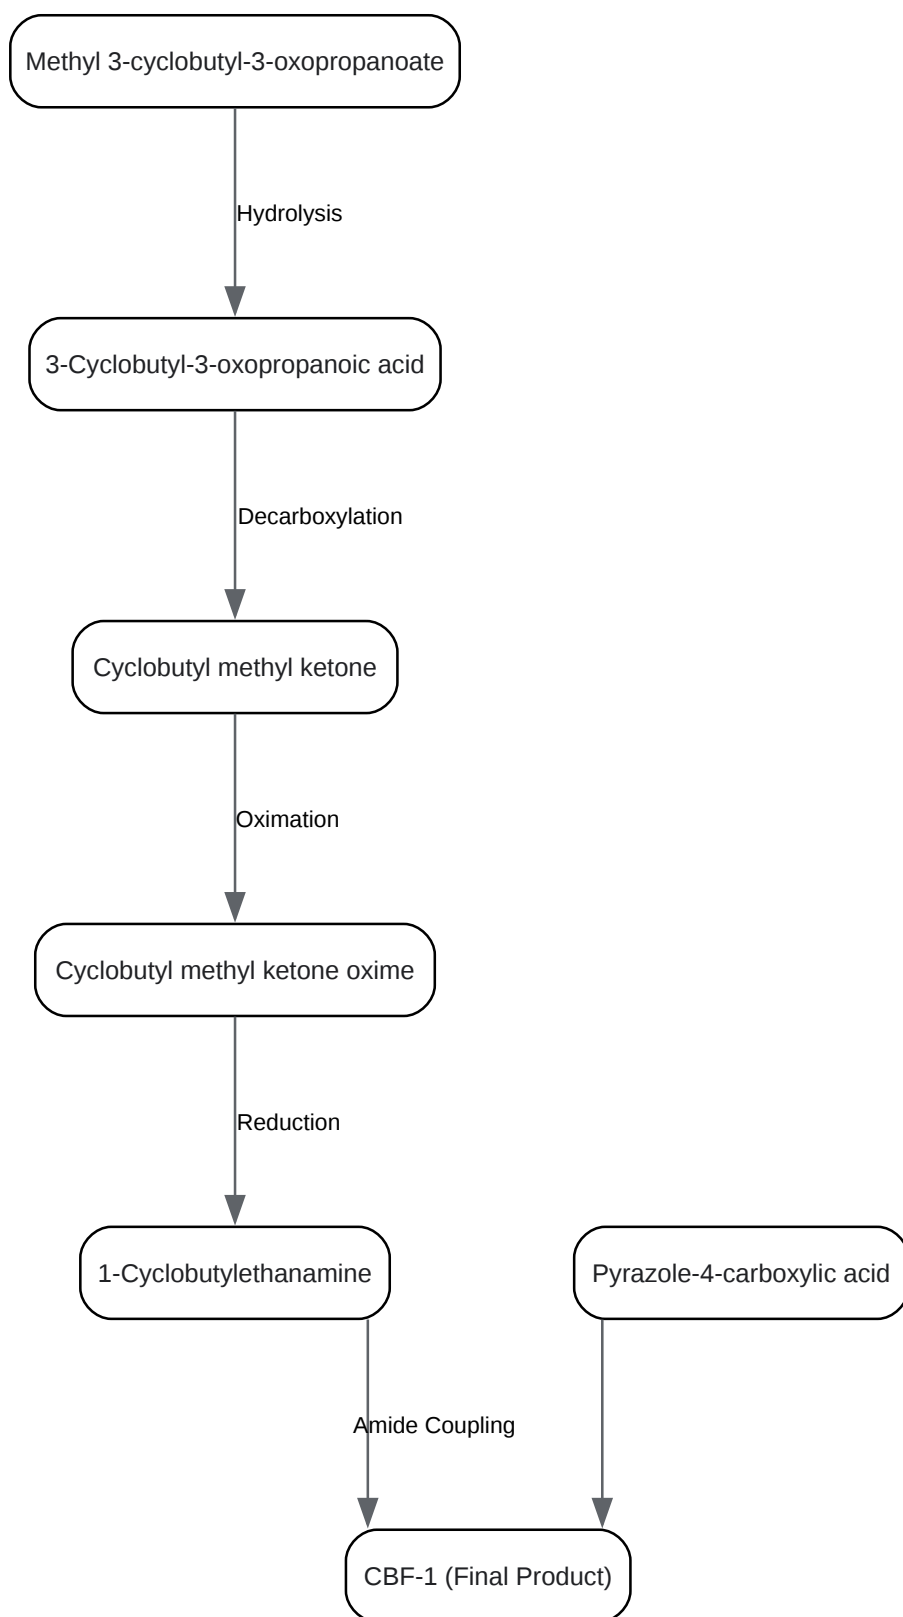 Methyl 3-cyclobutyl-3-oxopropanoate
Hydrolysis
3-Cyclobutyl-3-oxopropanoic acid
Decarboxylation
Cyclobutyl methyl ketone
Oximation
Cyclobutyl methyl ketone oxime
Reduction
1-Cyclobutylethanamine
Pyrazole-4-carboxylic acid
Amide Coupling
CBF-1 (Final Product)